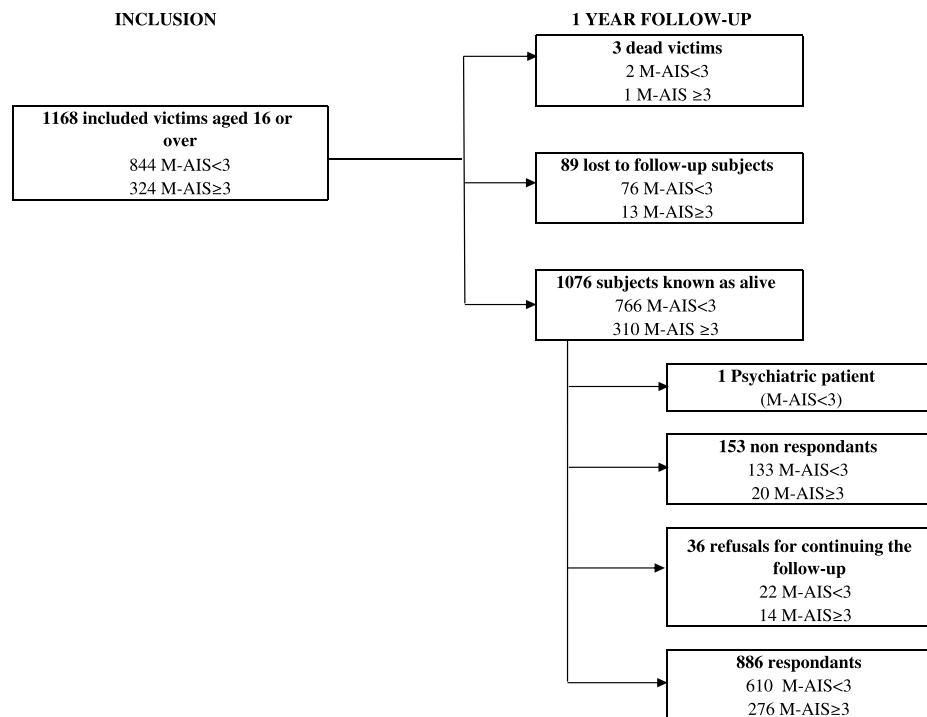 INCLUSION
1 YEAR FOLLOW-UP
1168 included victims aged 16 or
over
844 M-AIS<3
324 M-AIS≥3
3 dead victims
2 M-AIS<3
1 M-AIS ≥3
89 lost to follow-up subjects
76 M-AIS<3
13 M-AIS≥3
1076 subjects known as alive
766 M-AIS<3
310 M-AIS ≥3
1 Psychiatric patient
(M-AIS<3)
153 non respondants
133 M-AIS<3
20 M-AIS≥3
36 refusals for continuing the
follow-up
22 M-AIS<3
14 M-AIS≥3
886 respondants
610 M-AIS<3
276 M-AIS≥3